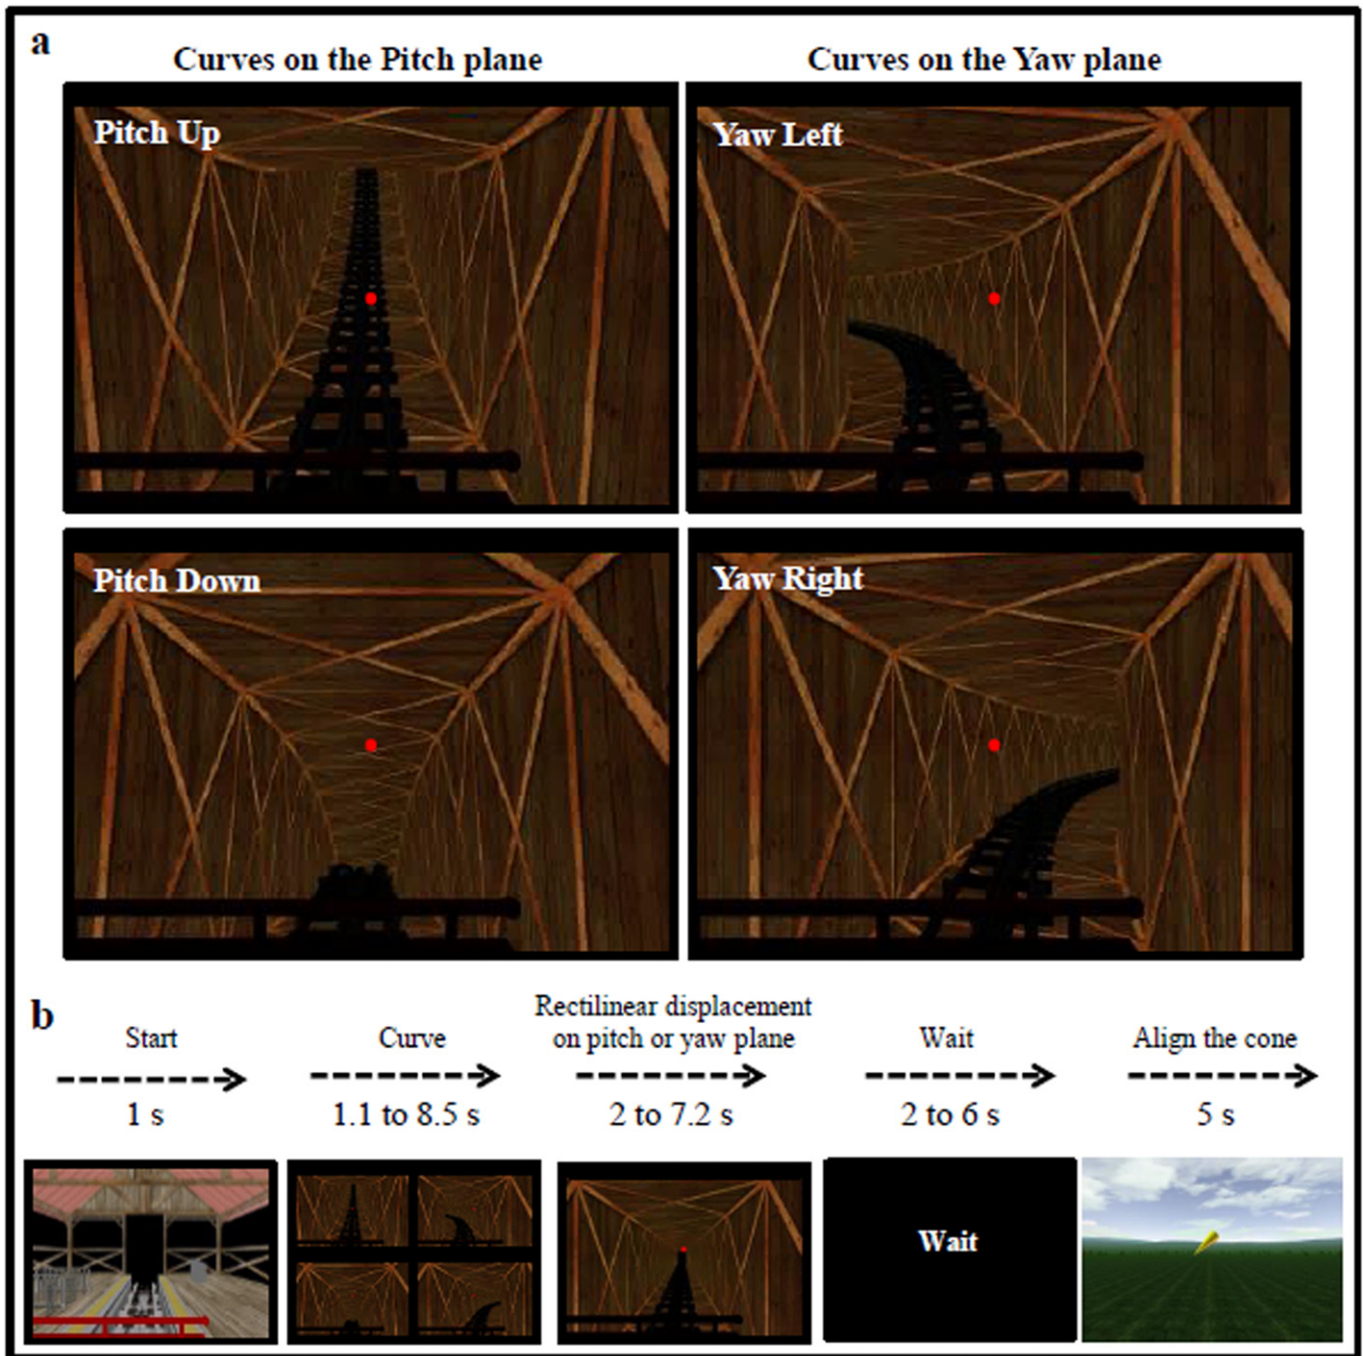 a
Curves on the Pitch plane
Curves on the Yaw plane
Pitch Up
Yaw Left
Pitch Down
Yaw Right
b
Start
Curve
Rectilinear displacement
on pitch or yaw plane
Wait
Align the cone
1 s
1.1 to 8.5 s
2 to 7.2 s
2 to 6 s
5 s
Wait